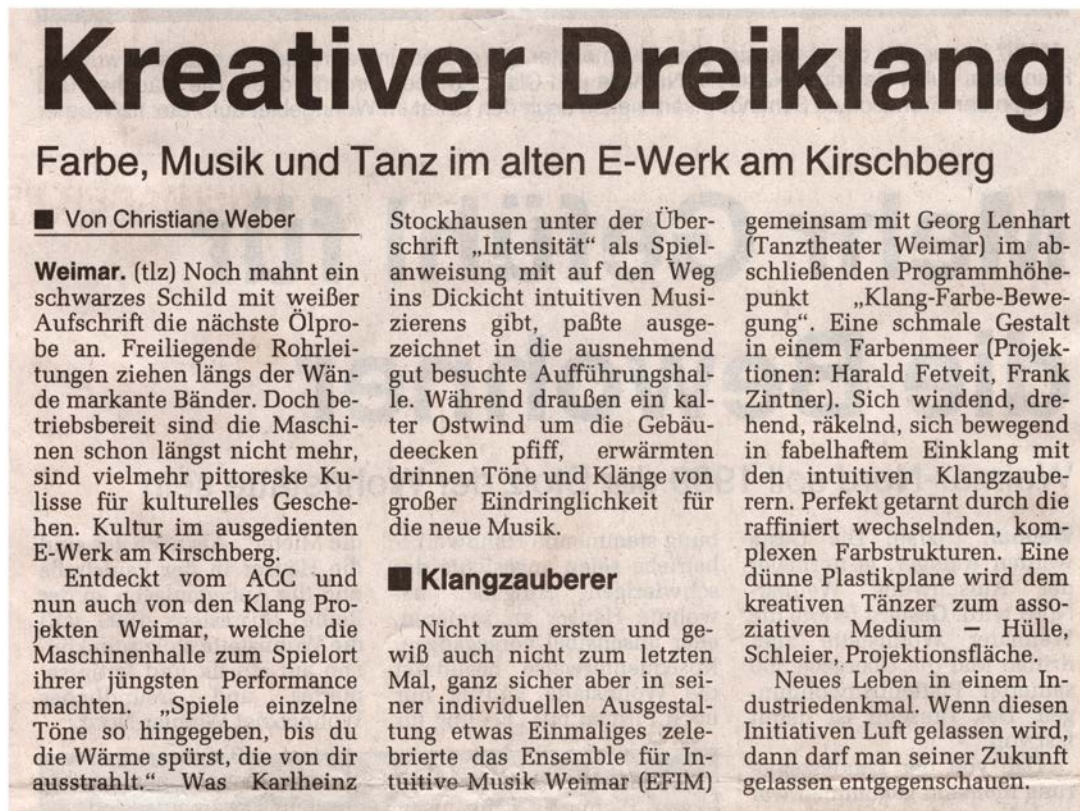 Kreativer Dreiklang
Farbe, Musik und Tanz im alten E-Werk am Kirschberg
■ Von Christiane Weber
Weimar. (tlz) Noch mahnt ein
schwarzes Schild mit weißer
Aufschrift die nächste Ölpro-
be an. Freiliegende Rohrlei-
tungen ziehen längs der Wän-
de markante Bänder. Doch be-
triebsbereit sind die Maschi-
nen schon längst nicht mehr,
sind vielmehr pittoreske Ku-
lisse für kulturelles Gesche-
hen. Kultur im ausgedienten
E-Werk am Kirschberg.
Entdeckt vom ACC und
nun auch von den Klang Pro-
jekten Weimar, welche die
Maschinenhalle zum Spielort
ihrer jüngsten Performance
machten. „Spiele einzelne
Töne so hingegeben, bis du
die Wärme spürst, die von dir
ausstrahlt.“ Was Karlheinz
Stockhausen unter der Über-
schrift „Intensität“ als Spiel-
anweisung mit auf den Weg
ins Dickicht intuitiven Musi-
zierens gibt, paßte ausge-
zeichnet in die ausnehmend
gut besuchte Aufführungshal-
le. Während draußen ein kal-
ter Ostwind um die Gebäu-
deecken pfiff, erwärmten
drinnen Töne und Klänge von
großer Eindringlichkeit für
die neue Musik.
■ Klangzauberer
Nicht zum ersten und ge-
wiß auch nicht zum letzten
Mal, ganz sicher aber in sei-
ner individuellen Ausgestal-
tung etwas Einmaliges zele-
brierte das Ensemble für In-
tuitive Musik Weimar (EFIM)
gemeinsam mit Georg Lenhart
(Tanztheater Weimar) im ab-
schließenden Programmhöhe-
punkt „Klang-Farbe-Bewe-
gung“. Eine schmale Gestalt
in einem Farbenmeer (Projek-
tionen: Harald Fetveit, Frank
Zintner). Sich windend, dre-
hend, räkelnd, sich bewegend
in fabelhaftem Einklang mit
den intuitiven Klangzaube-
rern. Perfekt getarnt durch die
raffiniert wechselnden, kom-
plexen Farbstrukturen. Eine
dünne Plastikplane wird dem
kreativen Tänzer zum asso-
ziativen Medium — Hülle,
Schleier, Projektionsfläche.
Neues Leben in einem In-
dustriedenkmal. Wenn diesen
Initiativen Luft gelassen wird,
dann darf man seiner Zukunft
gelassen entgegenschauen.